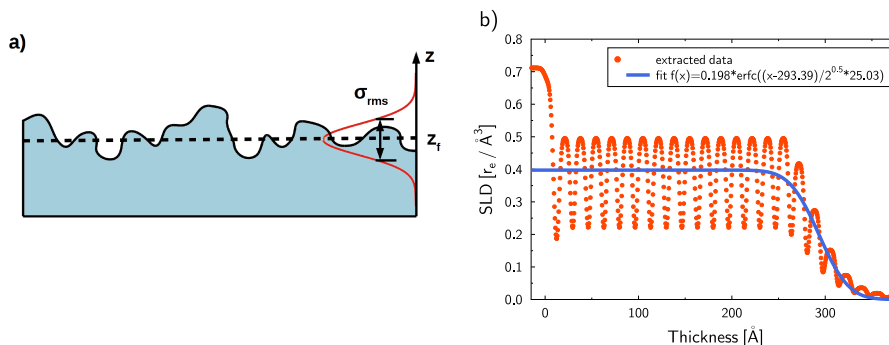 a)
z
σrms
zf
b)
extracted data
fit f(x)=0.198*erfc((x-293.39)/2^0.5*25.03)
SLD [re / Å^3]
0.8
0.7
0.6
0.5
0.4
0.3
0.2
0.1
0.0
0 100 200 300
Thickness [Å]